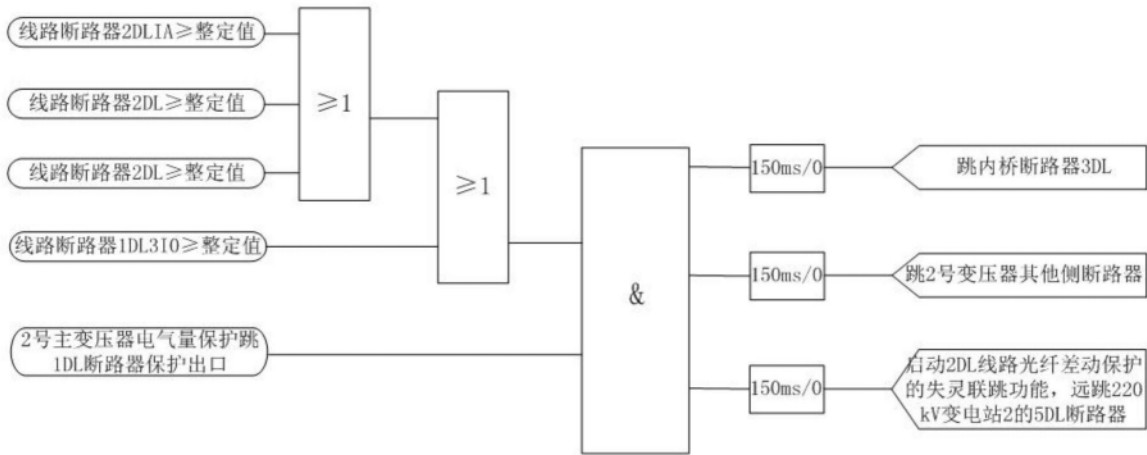 线路断路器2DLIA≥整定值
线路断路器2DL≥整定值
线路断路器2DL≥整定值
线路断路器1DL3I0≥整定值
2号主变压器电气量保护跳
1DL断路器保护出口
≥1
≥1
&
150ms/0
跳内桥断路器3DL
150ms/0
跳2号变压器其他侧断路器
150ms/0
启动2DL线路光纤差动保护
的失灵联跳功能，远跳220
kV变电站2的5DL断路器